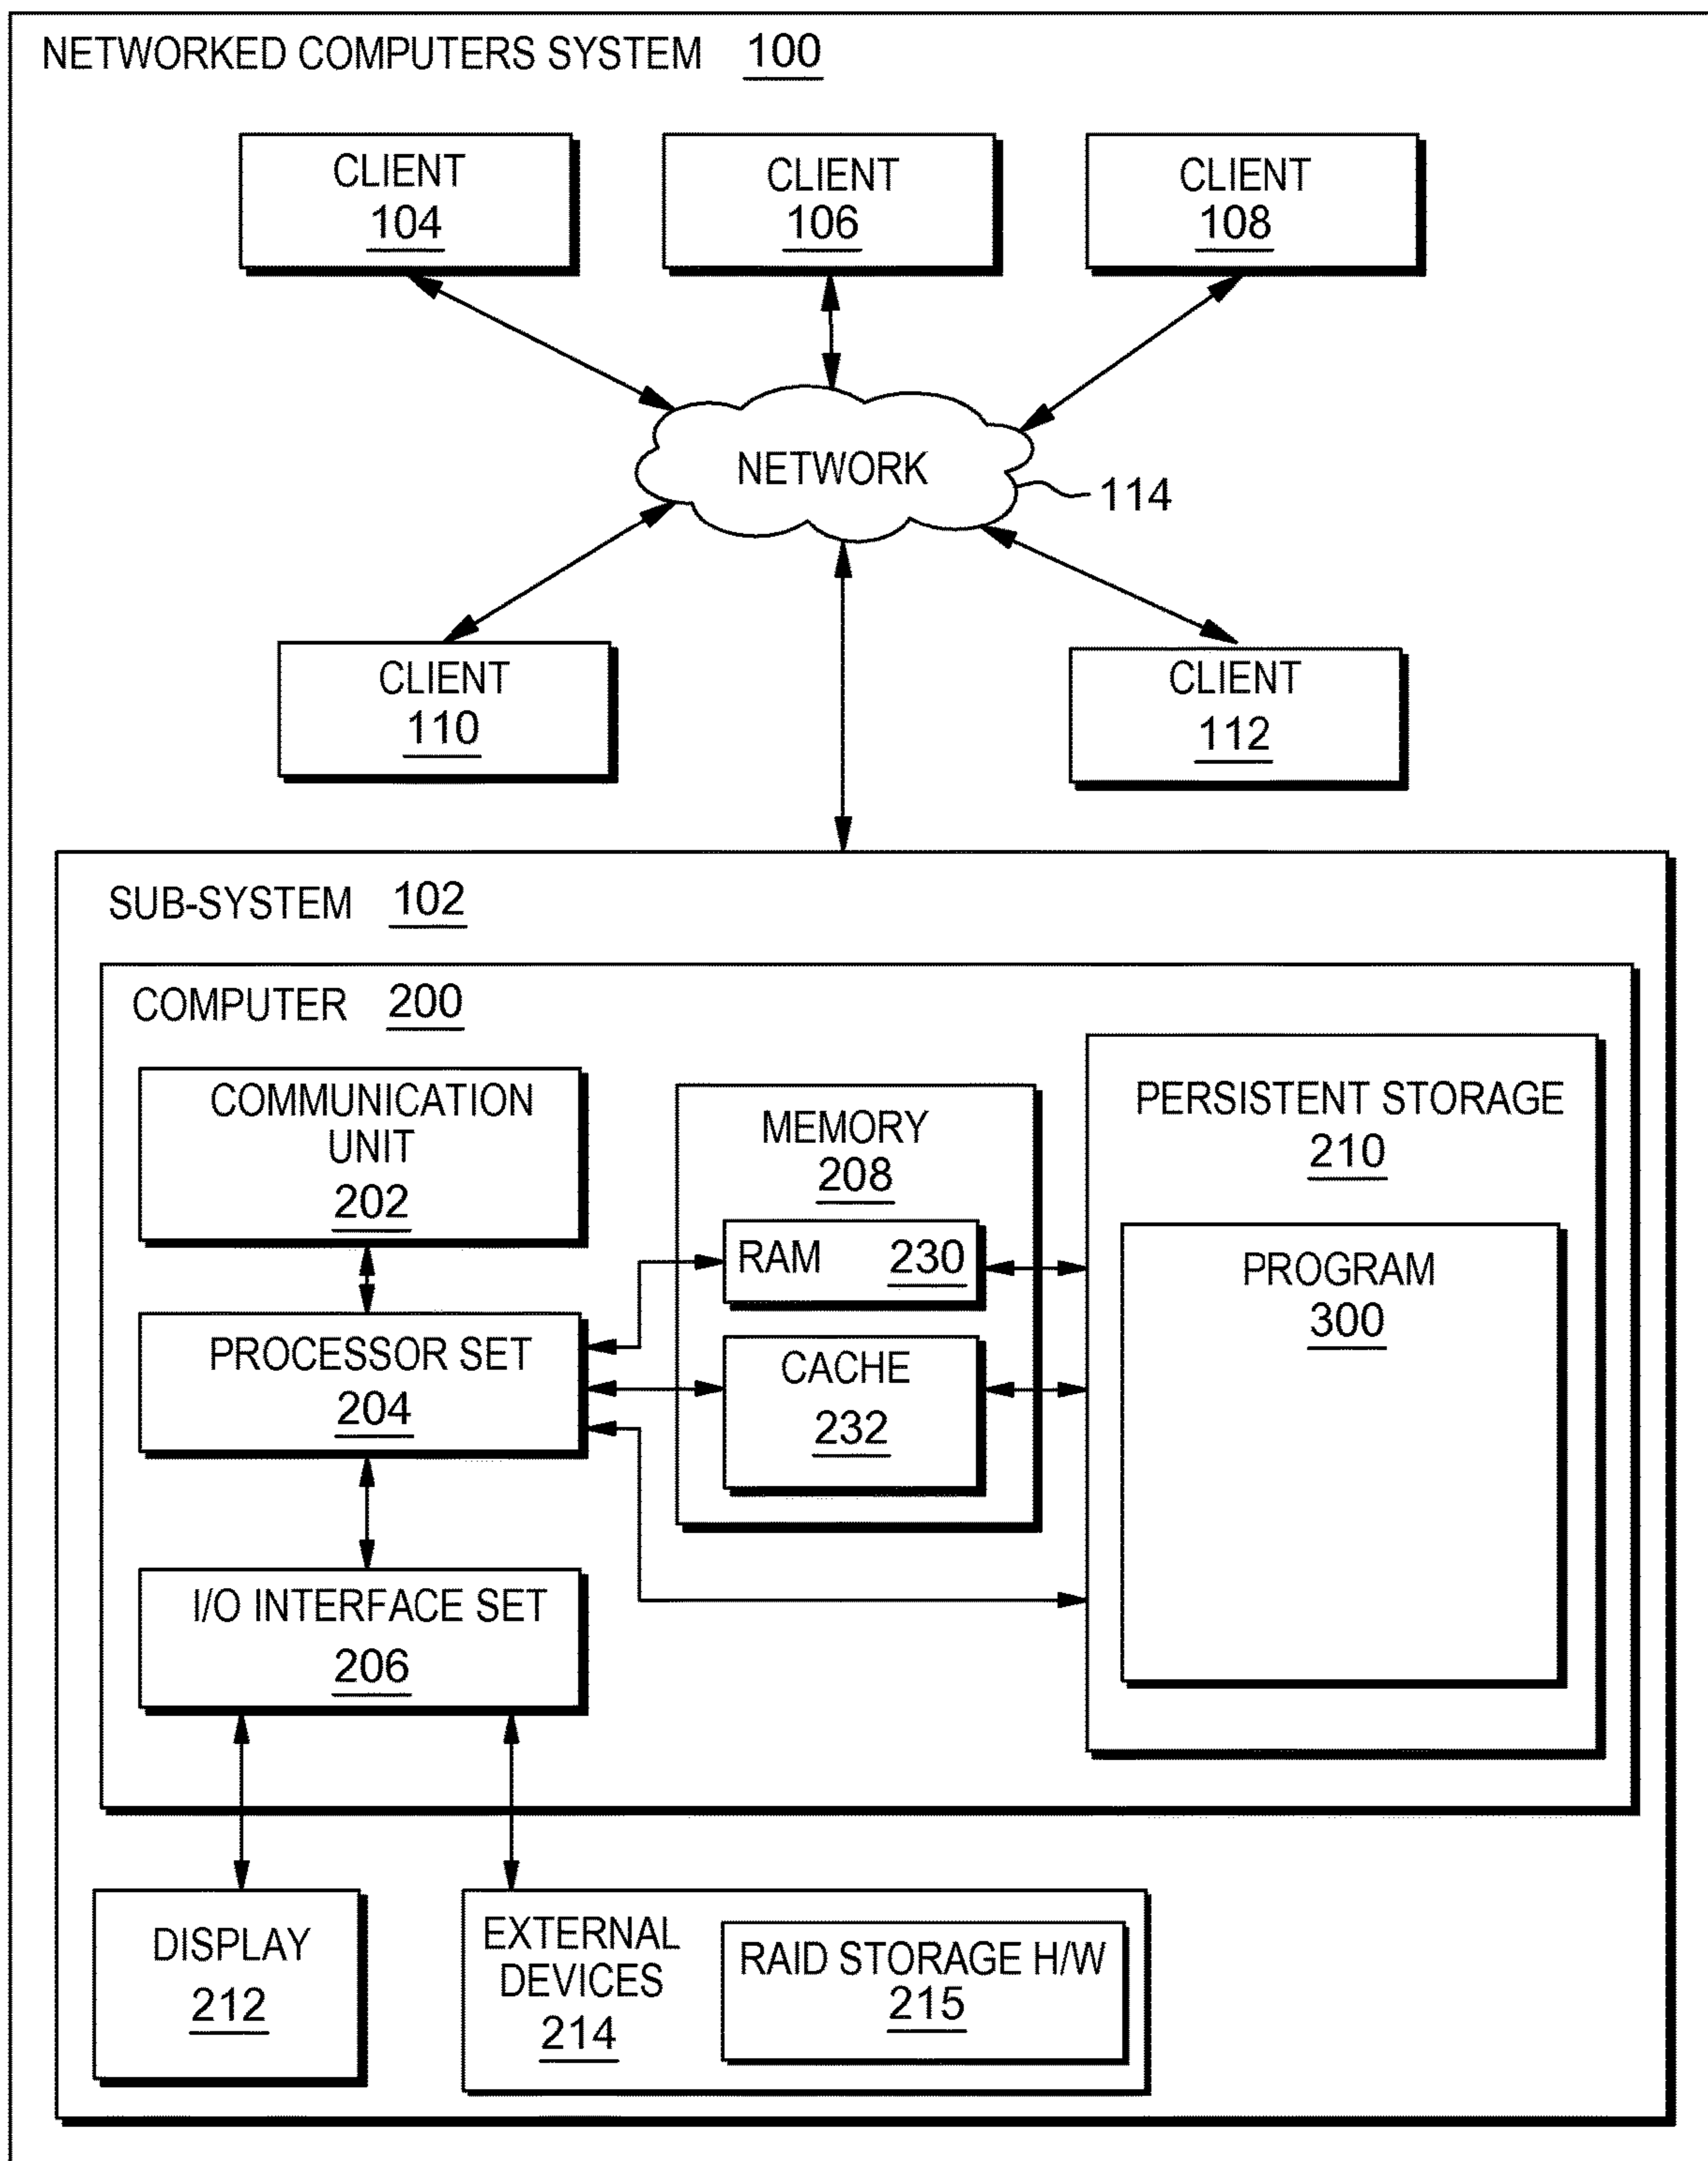 NETWORKED COMPUTERS SYSTEM 100
CLIENT
104
CLIENT
106
CLIENT
108
NETWORK
114
CLIENT
110
CLIENT
112
SUB-SYSTEM 102
COMPUTER 200
COMMUNICATION
UNIT
202
MEMORY
208
PERSISTENT STORAGE
210
RAM 230
PROGRAM
300
PROCESSOR SET
204
CACHE
232
I/O INTERFACE SET
206
DISPLAY
212
EXTERNAL
DEVICES
214
RAID STORAGE H/W
215